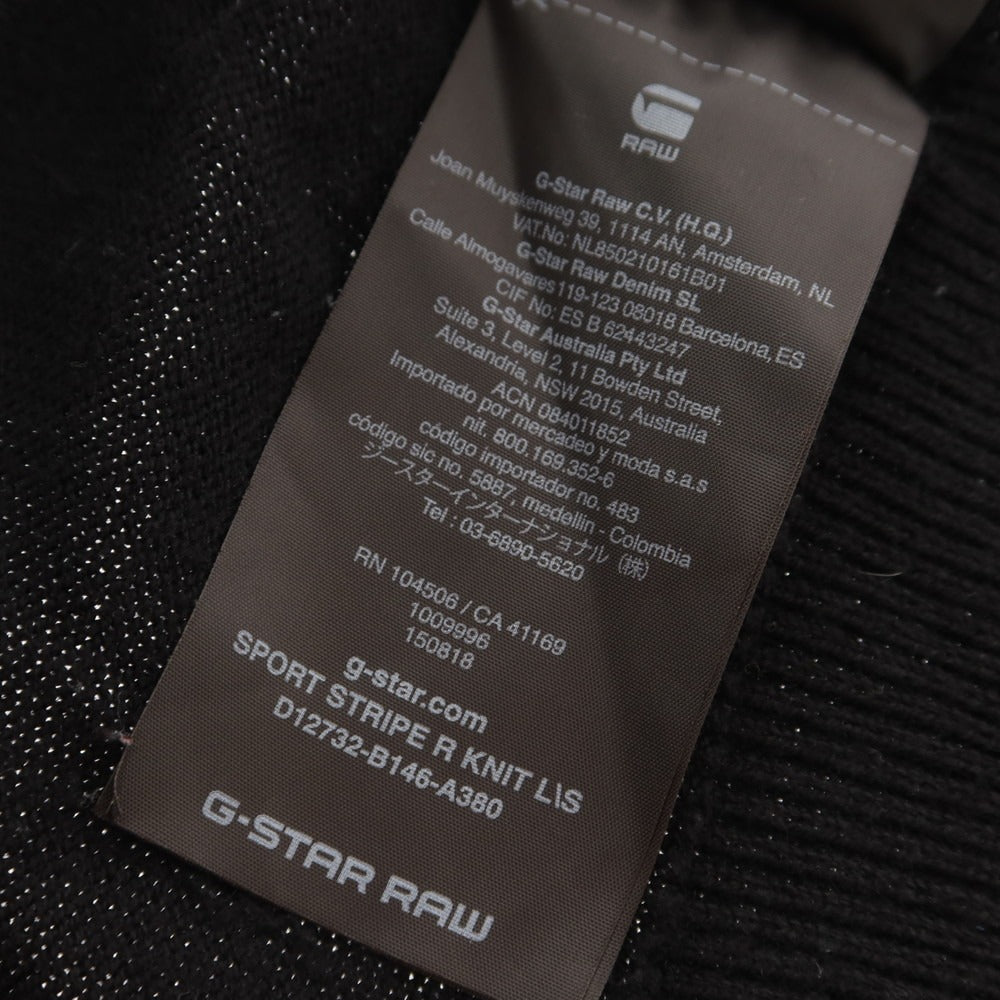 RAW
G-Star Raw C.V. (H.Q.)
Joan Muyskenweg 39, 1114 AN, Amsterdam, NL
VAT.No: NL850210161B01
G-Star Raw Denim SL
Calle Almogavares 119-123 08018 Barcelona, ES
CIF No: ES B 62443247
G-Star Australia Pty Ltd
Suite 3, Level 2, 11 Bowden Street,
Alexandria, NSW 2015, Australia
ACN 084011852
Importado por mercadeo y moda s.a.s
nit. 800.169.352-6
código importador no. 483
código sic no. 5887. medellin - Colombia
ジースターインターナショナル (株)
Tel : 03-6890-5620
RN 104506 / CA 41169
1009996
150818
g-star.com
SPORT STRIPE R KNIT L\S
D12732-B146-A380
G-STAR RAW